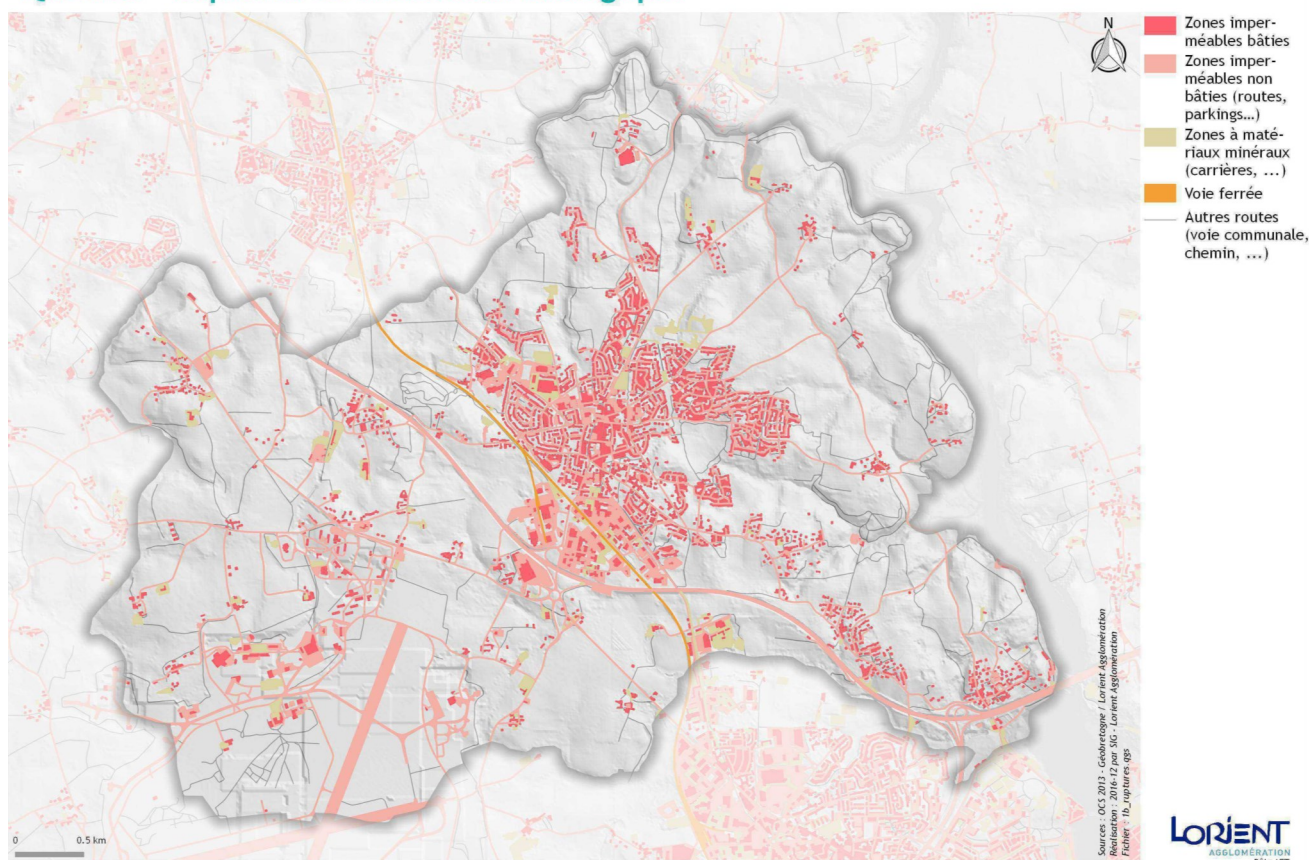 N
Zones imper-
méables bâties
Zones imper-
méables non
bâties (routes,
parkings...)
Zones à maté-
riaux minéraux
(carrières, ...)
Voie ferrée
Autres routes
(voie communale,
chemin, ...)
Sources : OCS 2013 - Géobretagne / Lorient Agglomération
Réalisation : 2016-12 par SIG - Lorient Agglomération
Fichier : 1b_ruptures.qgs
0 0.5 km
LORIENT
AGGLOMÉRATION